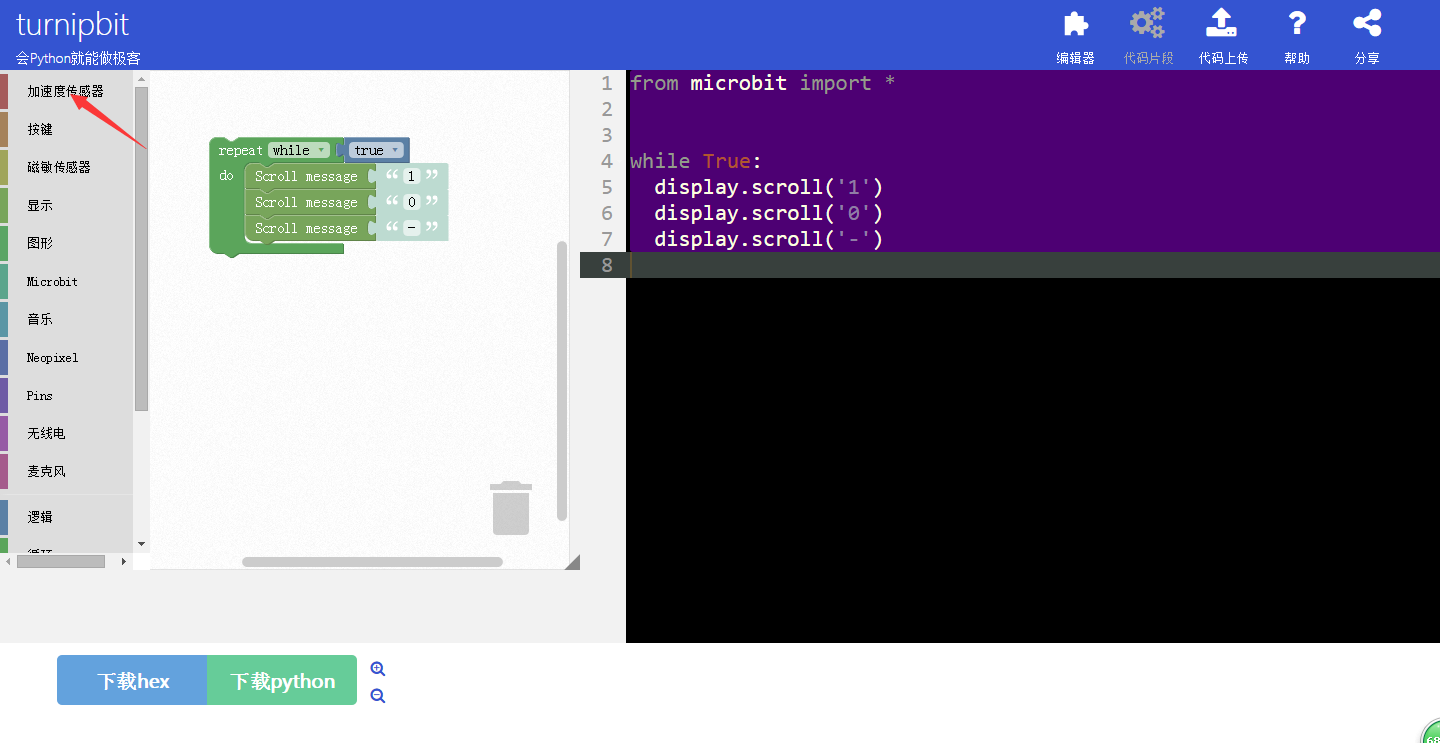 turnipbit
会Python就能做极客
编辑器
代码片段
代码上传
帮助
分享
加速度传感器
按键
磁敏传感器
显示
图形
Microbit
音乐
Neopixel
Pins
无线电
麦克风
逻辑
循环
repeat while true
do Scroll message “ 1 ”
Scroll message “ 0 ”
Scroll message “ - ”
1 from microbit import *
2
3
4 while True:
5 display.scroll('1')
6 display.scroll('0')
7 display.scroll('-')
8
下载hex
下载python
68